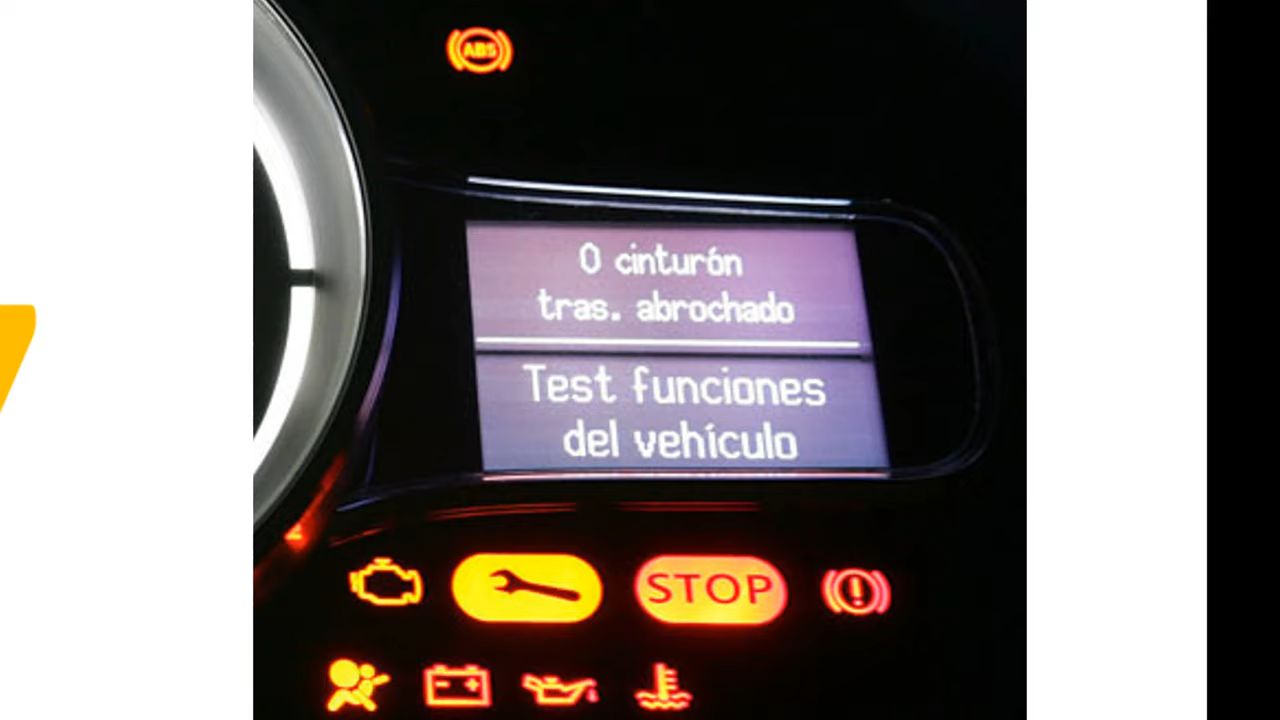 ABS
0 cinturón
tras. abrochado
Test funciones
del vehículo
STOP